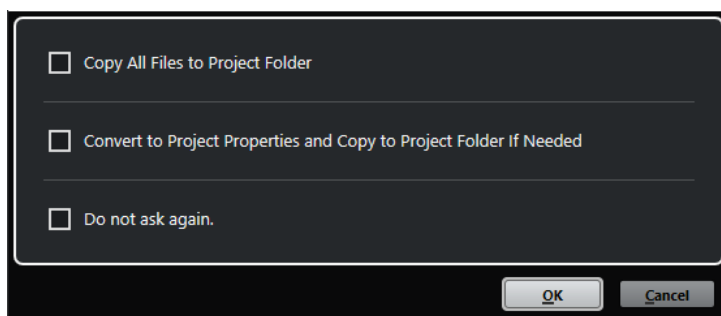 Copy All Files to Project Folder
Convert to Project Properties and Copy to Project Folder If Needed
Do not ask again.
OK
Cancel